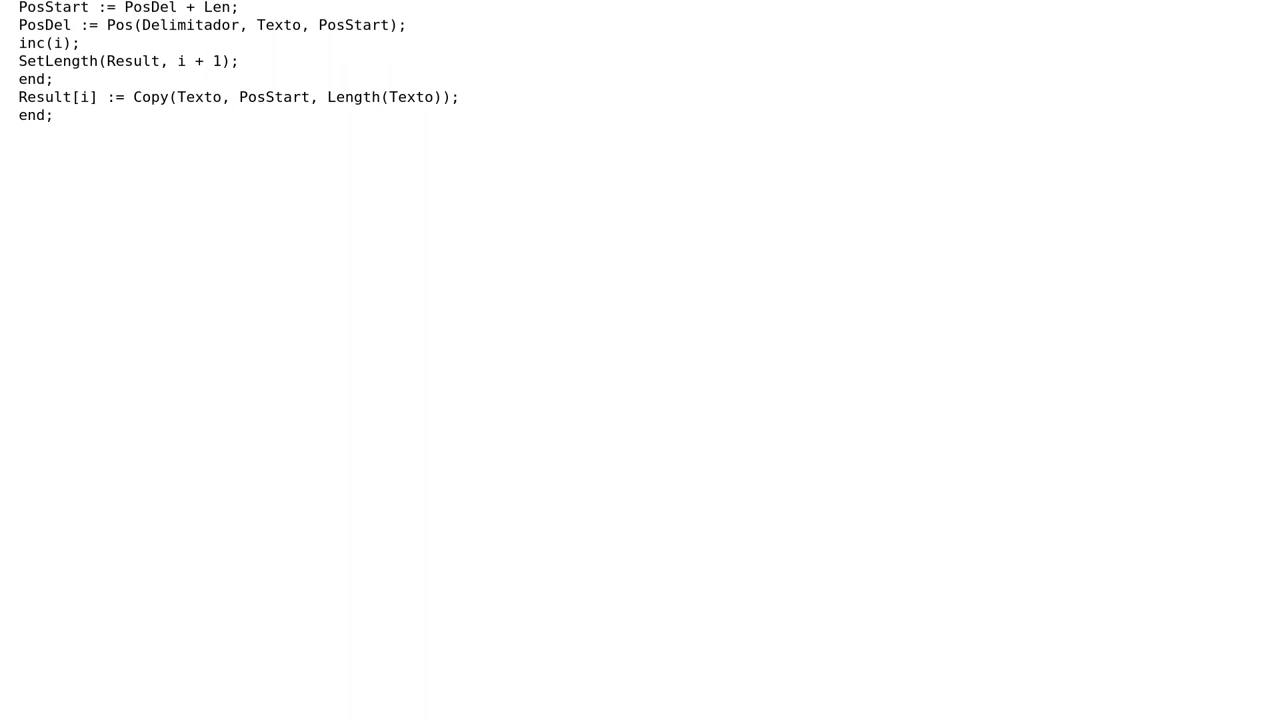 PosStart := PosDel + Len;
PosDel := Pos(Delimitador, Texto, PosStart);
inc(i);
SetLength(Result, i + 1);
end;
Result[i] := Copy(Texto, PosStart, Length(Texto));
end;